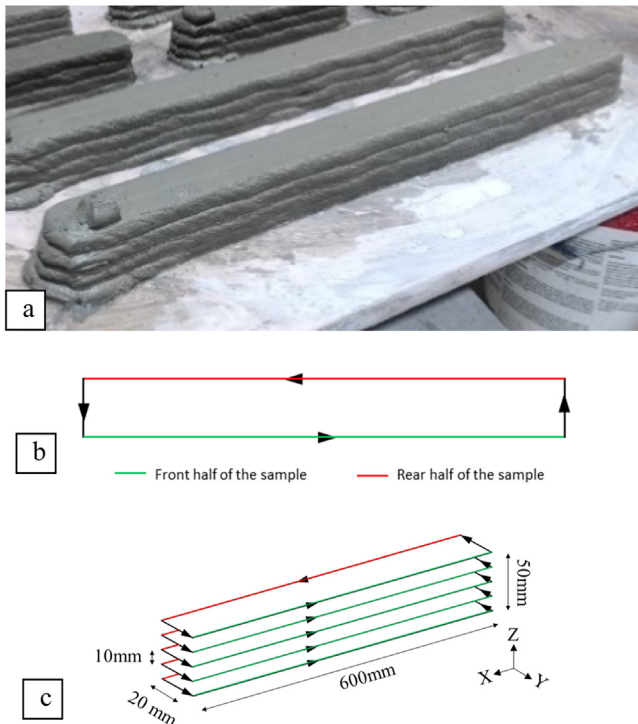 a
b
Front half of the sample
Rear half of the sample
50mm
10mm
600mm
20 mm
Z
X
Y
c